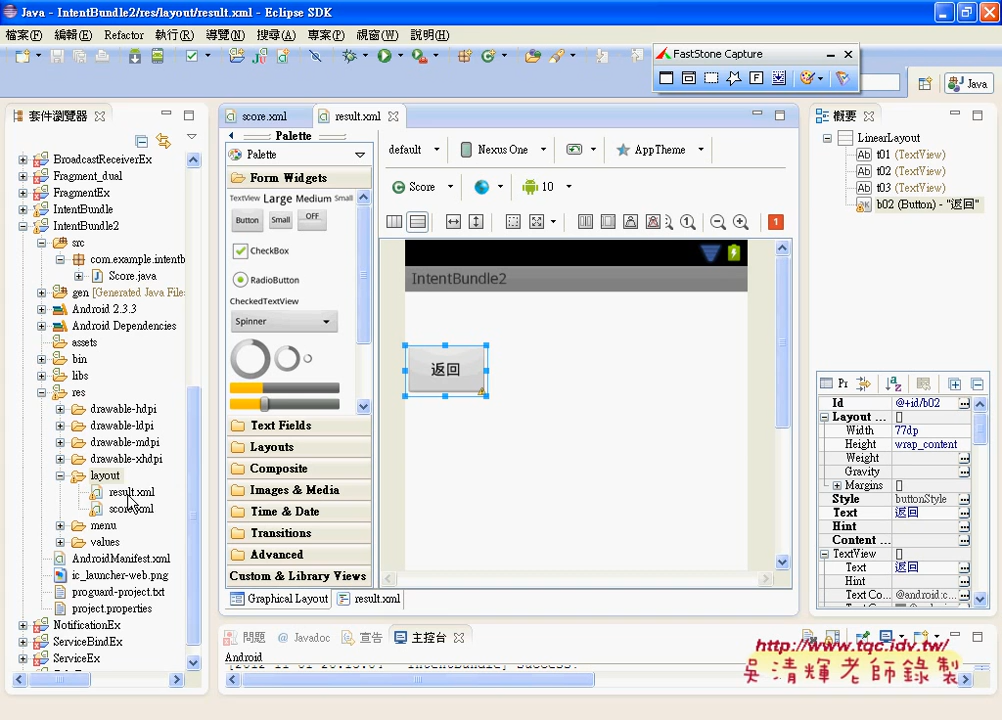 Java - IntentBundle2/res/layout/result.xml - Eclipse SDK
檔案(F) 編輯(E) Refactor 執行(R) 導覽(N) 搜尋(A) 專案(P) 視窗(W) 說明(H)
FastStone Capture
Java
套件瀏覽器
BroadcastReceiverEx
Fragment_dual
FragmentEx
IntentBundle
IntentBundle2
src
com.example.intentb
Score.java
gen [Generated Java File
Android 2.3.3
Android Dependencies
assets
bin
libs
res
drawable-hdpi
drawable-ldpi
drawable-mdpi
drawable-xhdpi
layout
result.xml
score.xml
menu
values
AndroidManifest.xml
ic_launcher-web.png
proguard-project.txt
project.properties
NotificationEx
ServiceBindEx
ServiceEx
score.xml
result.xml
Palette
Palette
Form Widgets
TextView Large Medium Small
Button Small OFF
CheckBox
RadioButton
CheckedTextView
Spinner
Text Fields
Layouts
Composite
Images & Media
Time & Date
Transitions
Advanced
Custom & Library Views
Graphical Layout
result.xml
default
Nexus One
AppTheme
Score
10
1
IntentBundle2
返回
概要
LinearLayout
t01 (TextView)
t02 (TextView)
t03 (TextView)
b02 (Button) - "返回"
Pr
Id @+id/b02
Layout ... []
Width 77dp
Height wrap_content
Weight
Gravity
Margins []
Style buttonStyle
Text 返回
Hint
Content ...
TextView []
Text 返回
Hint
Text Co... @android:c...
問題 @ Javadoc 宣告 主控台
Android
http://www.tqc.idv.tw/
吳清輝老師錄製